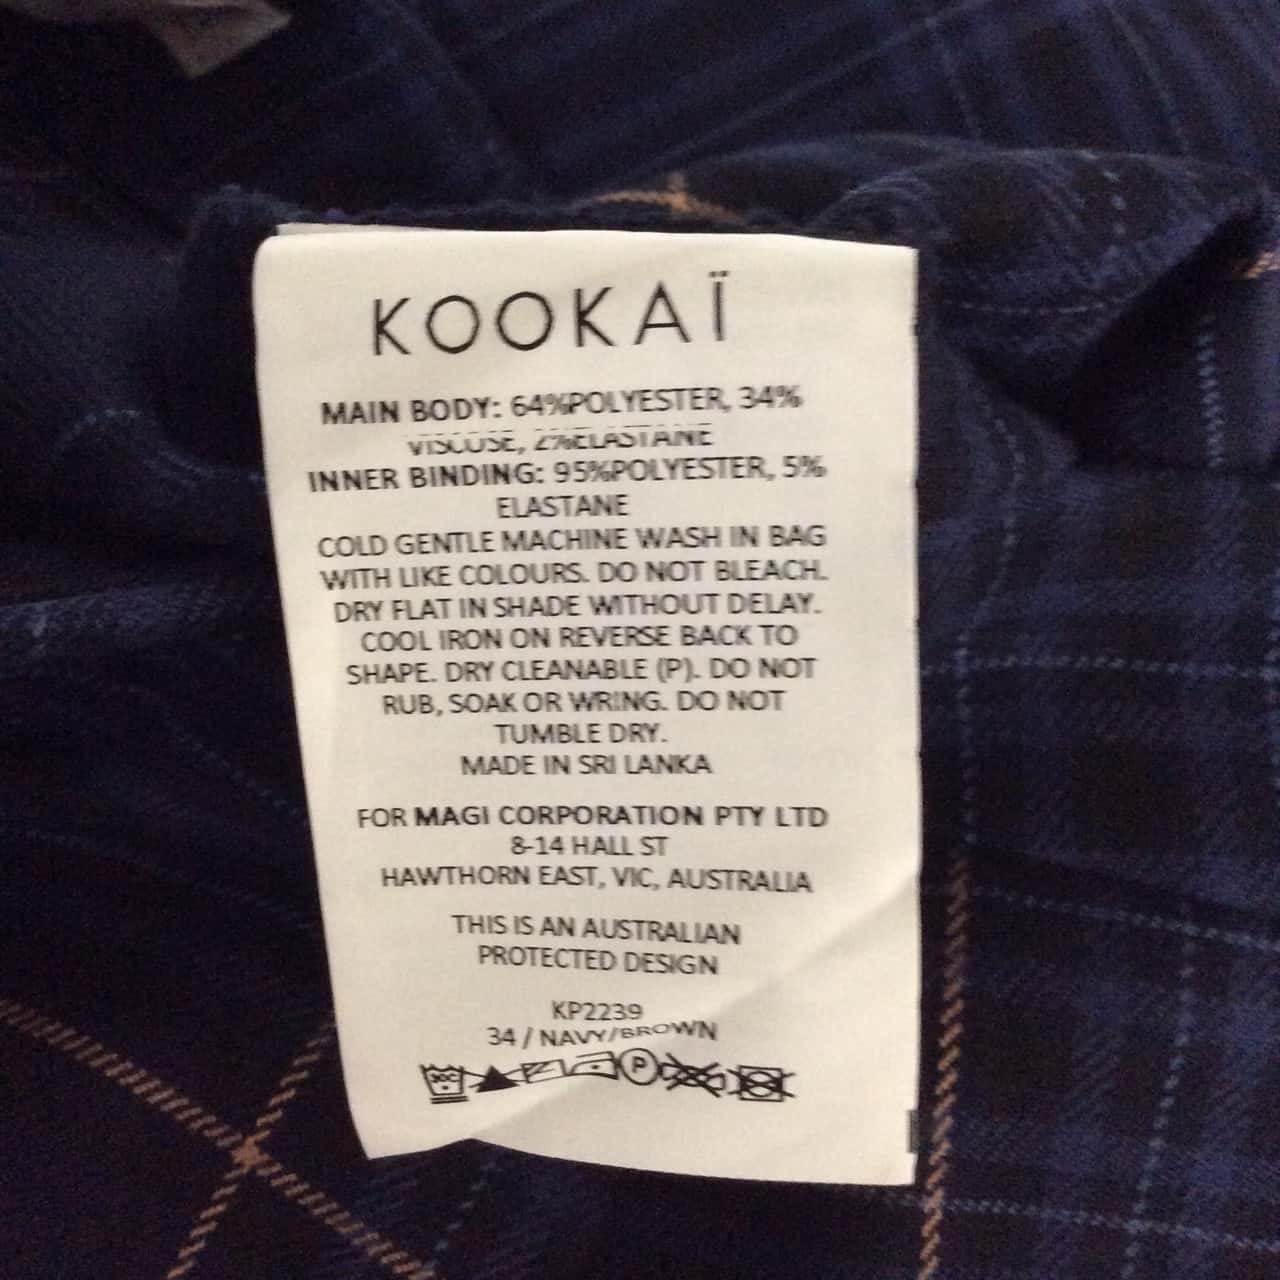 KOOKAÏ
MAIN BODY: 64%POLYESTER, 34%
VISCOSE, 2%ELASTANE
INNER BINDING: 95%POLYESTER, 5%
ELASTANE
COLD GENTLE MACHINE WASH IN BAG
WITH LIKE COLOURS. DO NOT BLEACH.
DRY FLAT IN SHADE WITHOUT DELAY.
COOL IRON ON REVERSE BACK TO
SHAPE. DRY CLEANABLE (P). DO NOT
RUB, SOAK OR WRING. DO NOT
TUMBLE DRY.
MADE IN SRI LANKA
FOR MAGI CORPORATION PTY LTD
8-14 HALL ST
HAWTHORN EAST, VIC, AUSTRALIA
THIS IS AN AUSTRALIAN
PROTECTED DESIGN
KP2239
34 / NAVY/BROWN
30C P